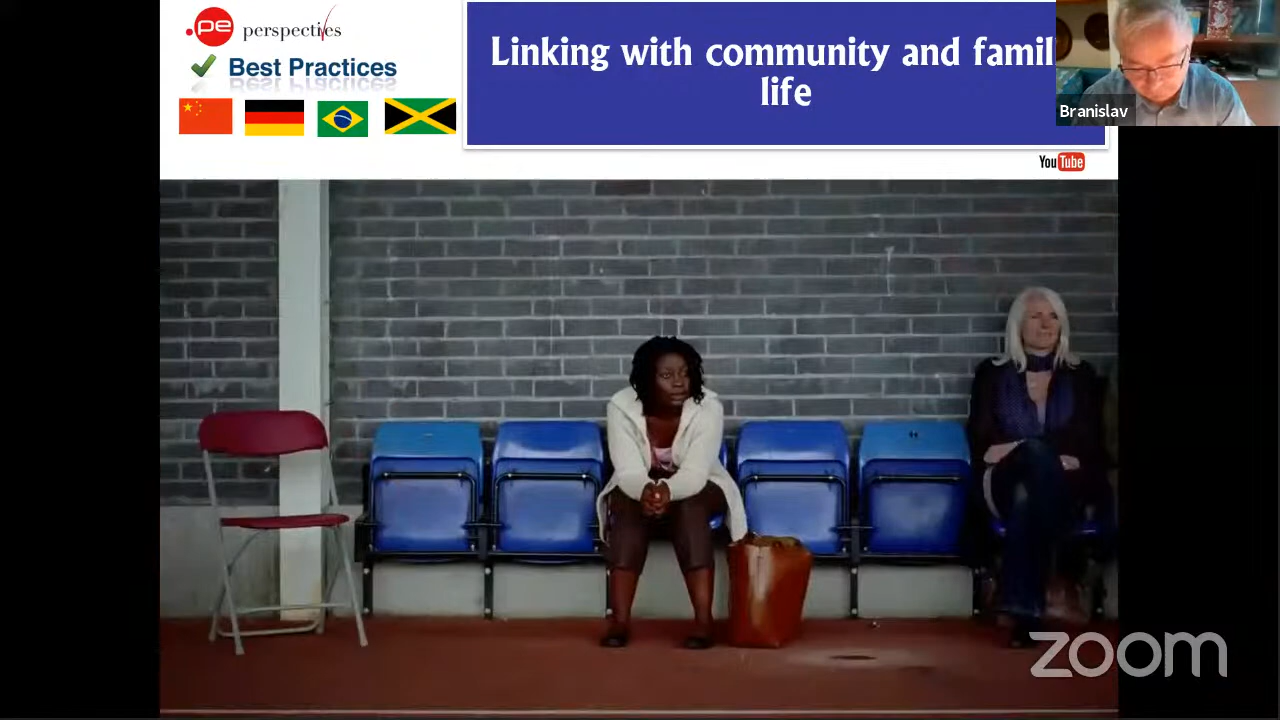 .pe perspectives
Best Practices
Linking with community and famil
life
Branislav
YouTube
zoom